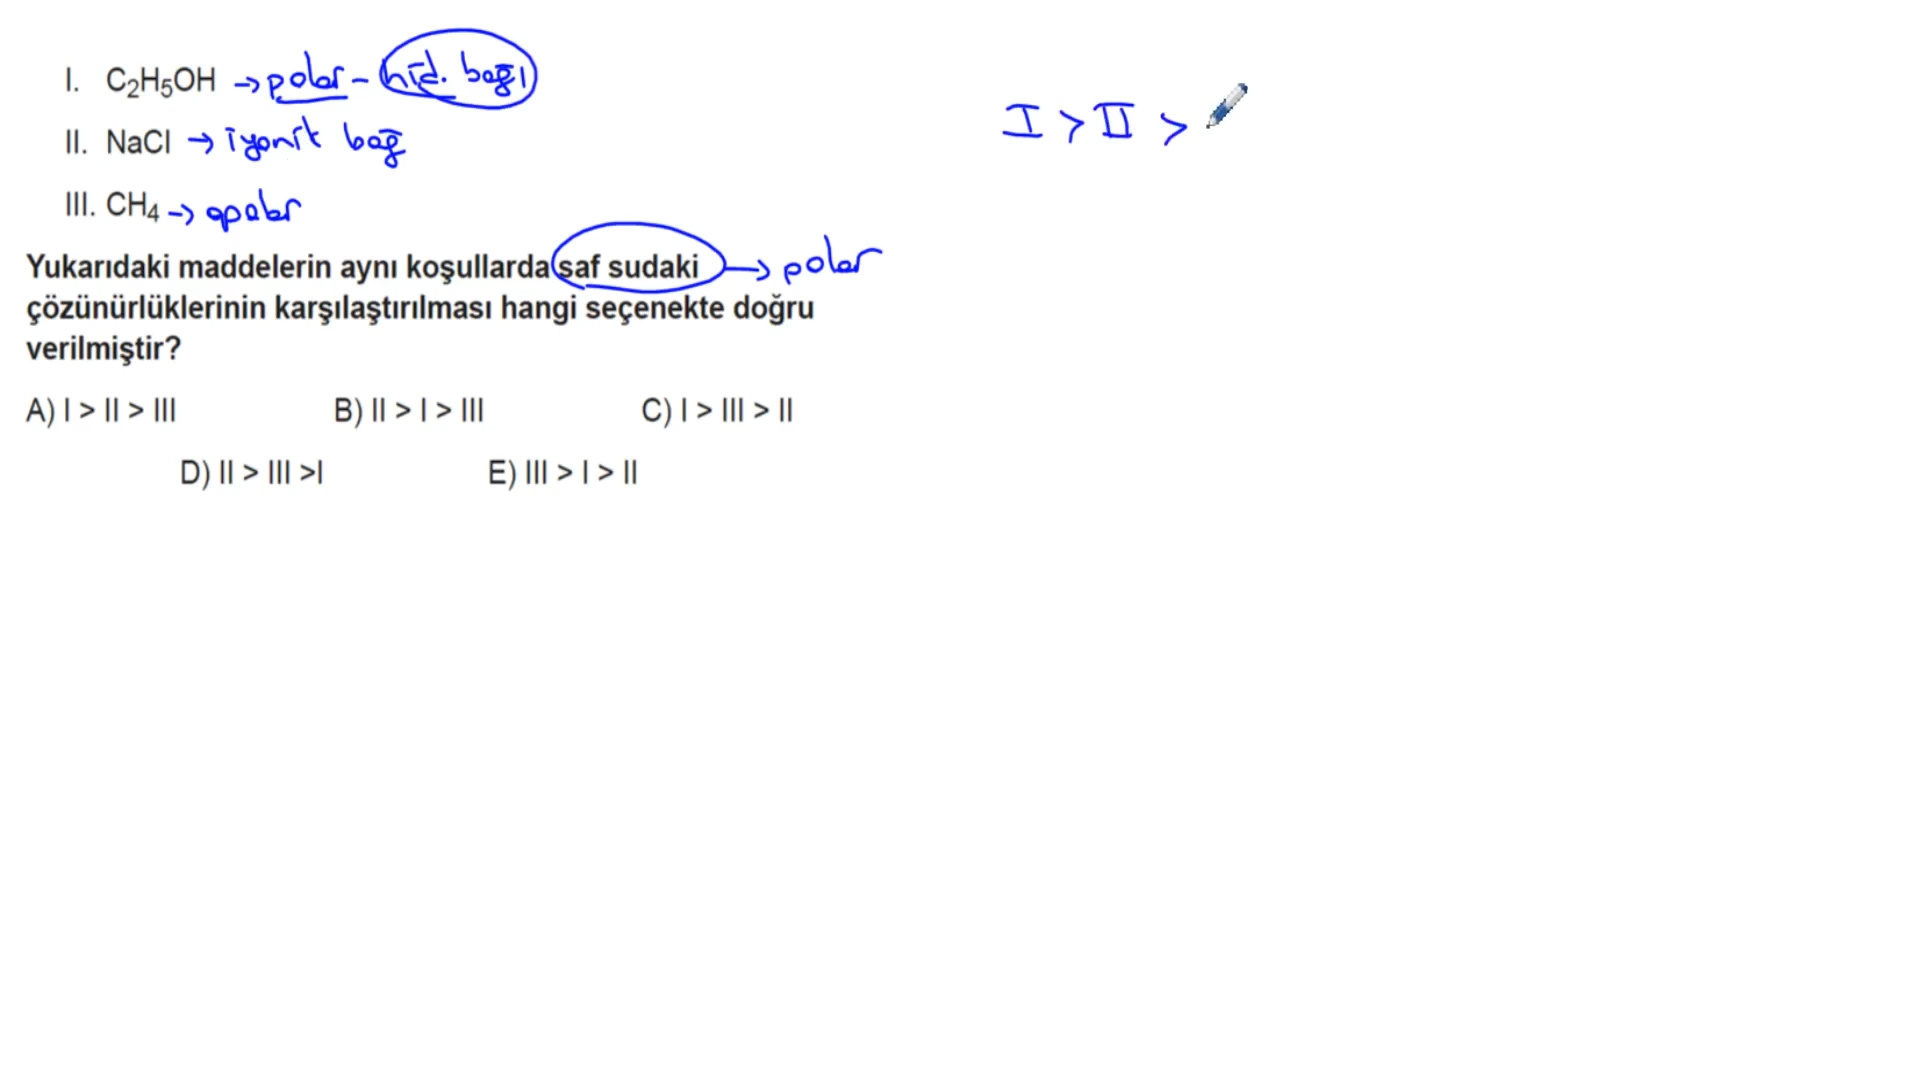 I. C₂H₅OH → polar - hid. bağı
II. NaCl → iyonik bağ
III. CH₄ → apolar
I > II >
Yukarıdaki maddelerin aynı koşullarda saf sudaki → polar
çözünürlüklerinin karşılaştırılması hangi seçenekte doğru
verilmiştir?
A) I > II > III B) II > I > III C) I > III > II
D) II > III >I E) III > I > II